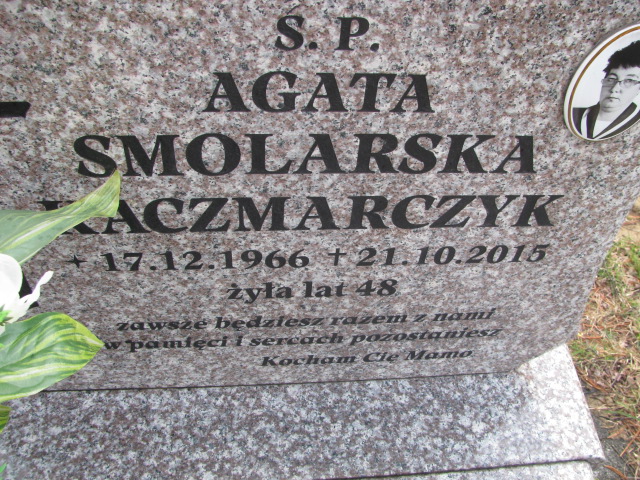 Ś. P.
AGATA
SMOLARSKA
KACZMARCZYK
* 17.12.1966 † 21.10.2015
żyła lat 48
zawsze będziesz razem z nami
w pamięci i sercach pozostaniesz
Kocham Cię Mamo